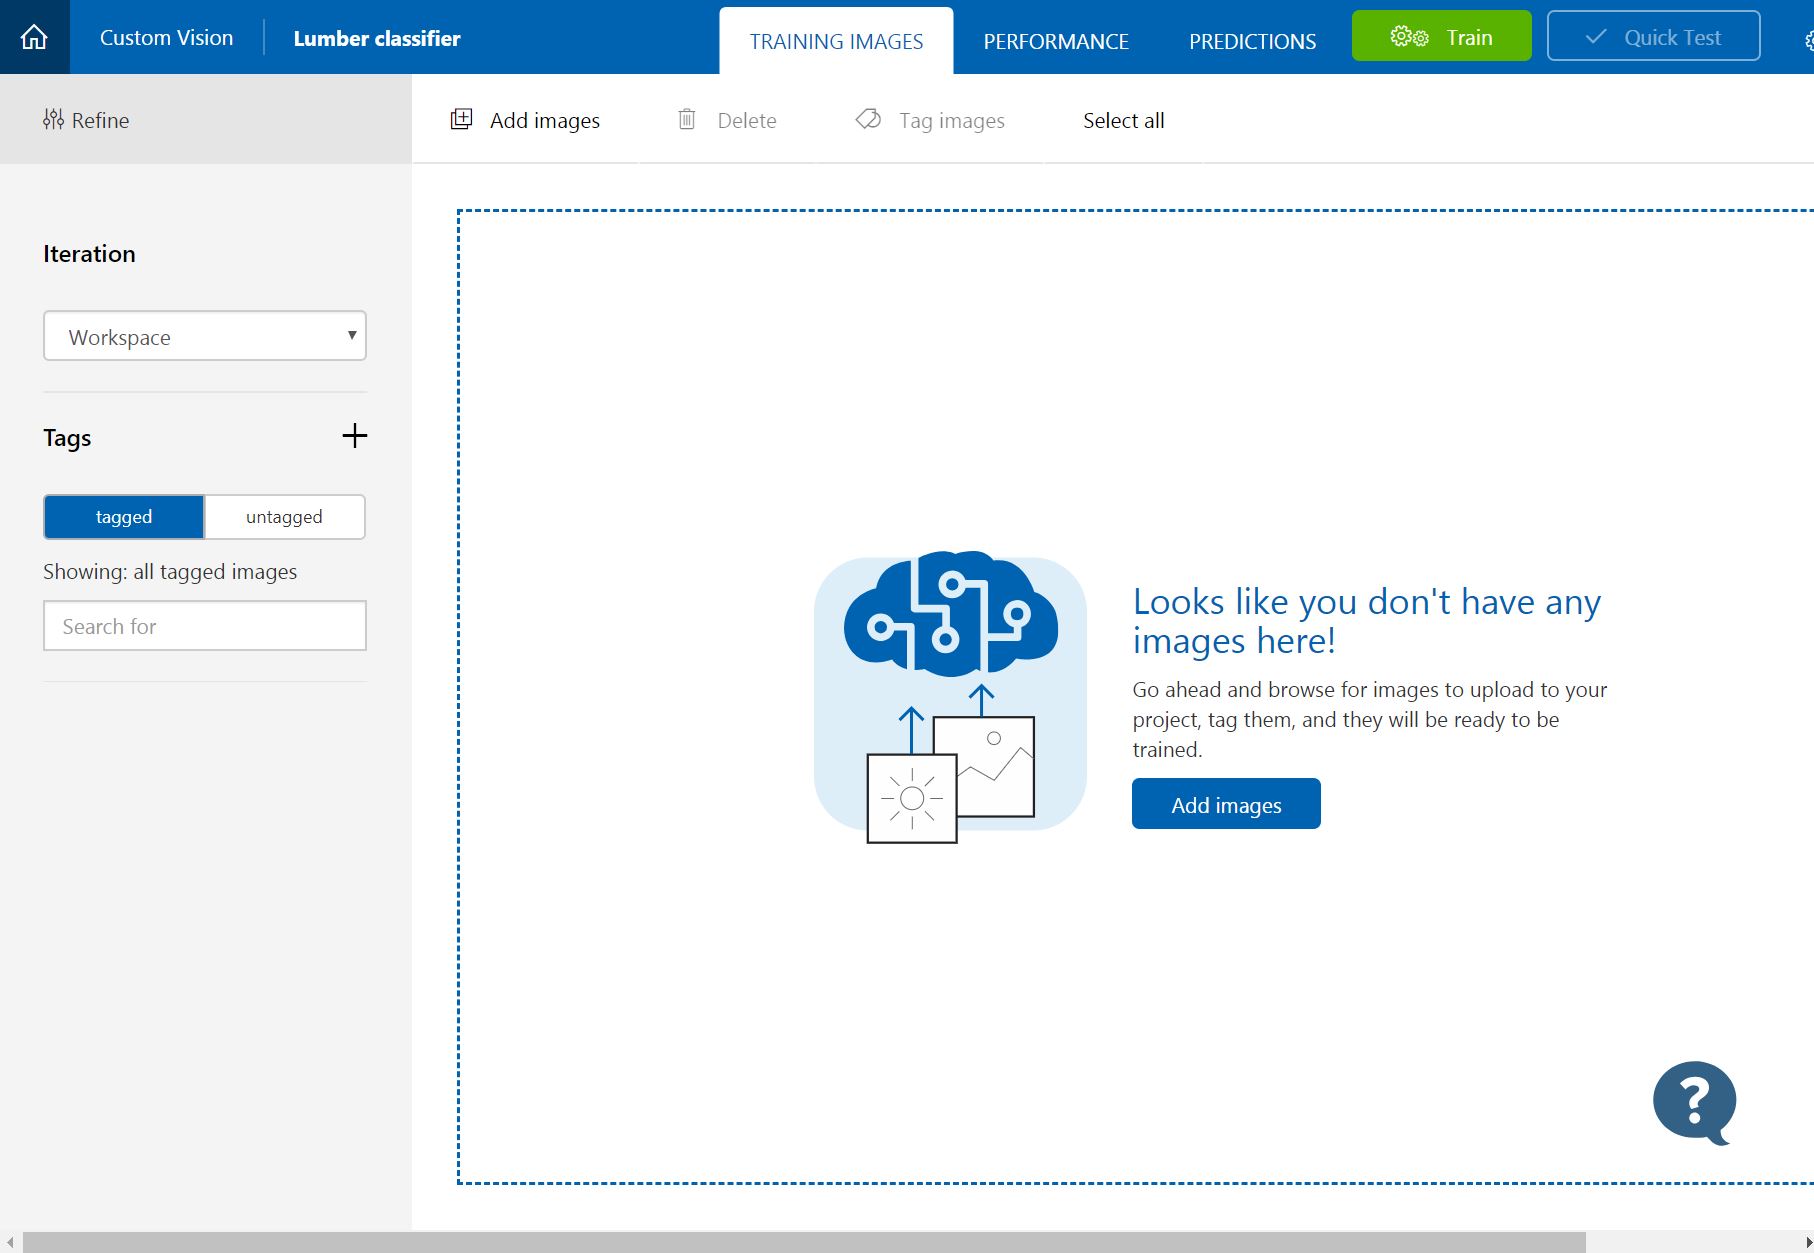 Custom Vision
Lumber classifier
TRAINING IMAGES
PERFORMANCE
PREDICTIONS
Train
Quick Test
Refine
Add images
Delete
Tag images
Select all
Iteration
Workspace
Tags
tagged
untagged
Showing: all tagged images
Search for
Looks like you don't have any
images here!
Go ahead and browse for images to upload to your
project, tag them, and they will be ready to be
trained.
Add images
?